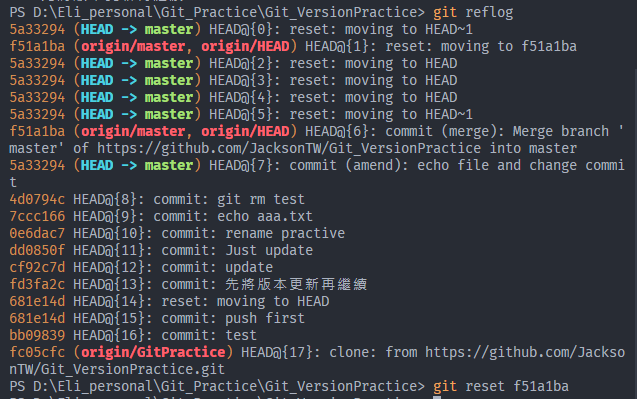 PS D:\Eli_personal\Git_Practice\Git_VersionPractice> git reflog
5a33294 (HEAD -> master) HEAD@{0}: reset: moving to HEAD~1
f51a1ba (origin/master, origin/HEAD) HEAD@{1}: reset: moving to f51a1ba
5a33294 (HEAD -> master) HEAD@{2}: reset: moving to HEAD
5a33294 (HEAD -> master) HEAD@{3}: reset: moving to HEAD
5a33294 (HEAD -> master) HEAD@{4}: reset: moving to HEAD
5a33294 (HEAD -> master) HEAD@{5}: reset: moving to HEAD~1
f51a1ba (origin/master, origin/HEAD) HEAD@{6}: commit (merge): Merge branch '
master' of https://github.com/JacksonTW/Git_VersionPractice into master
5a33294 (HEAD -> master) HEAD@{7}: commit (amend): echo file and change commi
t
4d0794c HEAD@{8}: commit: git rm test
7ccc166 HEAD@{9}: commit: echo aaa.txt
0e6dac7 HEAD@{10}: commit: rename practive
dd0850f HEAD@{11}: commit: Just update
cf92c7d HEAD@{12}: commit: update
fd3fa2c HEAD@{13}: commit: 先將版本更新再繼續
681e14d HEAD@{14}: reset: moving to HEAD
681e14d HEAD@{15}: commit: push first
bb09839 HEAD@{16}: commit: test
fc05cfc (origin/GitPractice) HEAD@{17}: clone: from https://github.com/Jackso
nTW/Git_VersionPractice.git
PS D:\Eli_personal\Git_Practice\Git_VersionPractice> git reset f51a1ba